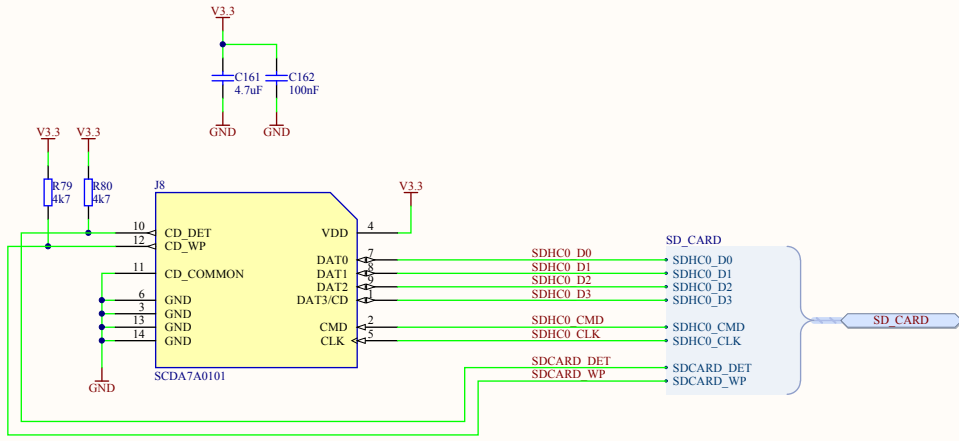 V3.3
C161
4.7uF
C162
100nF
GND
GND
V3.3
V3.3
R79
4k7
R80
4k7
J8
V3.3
10
CD_DET
12
CD_WP
11
CD_COMMON
6
GND
3
GND
13
GND
14
GND
GND
VDD
4
DAT0
7
DAT1
8
DAT2
9
DAT3/CD
1
CMD
2
CLK
5
SCDA7A0101
SDHC0_D0
SDHC0_D1
SDHC0_D2
SDHC0_D3
SDHC0_CMD
SDHC0_CLK
SDCARD_DET
SDCARD_WP
SD_CARD
SDHC0_D0
SDHC0_D1
SDHC0_D2
SDHC0_D3
SDHC0_CMD
SDHC0_CLK
SDCARD_DET
SDCARD_WP
SD_CARD